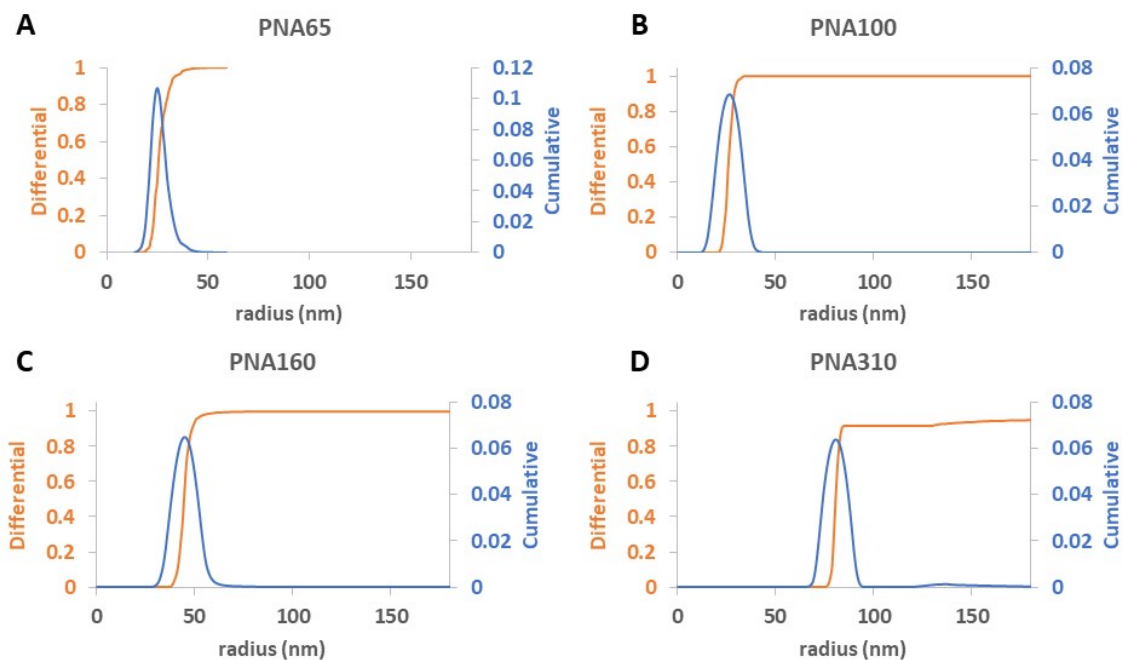 A
PNA65
Differential
1
0.8
0.6
0.4
0.2
0
0.12
0.1
0.08
0.06
0.04
0.02
0
Cumulative
0 50 100 150
radius (nm)
B
PNA100
Differential
1
0.8
0.6
0.4
0.2
0
0.08
0.06
0.04
0.02
0
Cumulative
0 50 100 150
radius (nm)
C
PNA160
Differential
1
0.8
0.6
0.4
0.2
0
0.08
0.06
0.04
0.02
0
Cumulative
0 50 100 150
radius (nm)
D
PNA310
Differential
1
0.8
0.6
0.4
0.2
0
0.08
0.06
0.04
0.02
0
Cumulative
0 50 100 150
radius (nm)